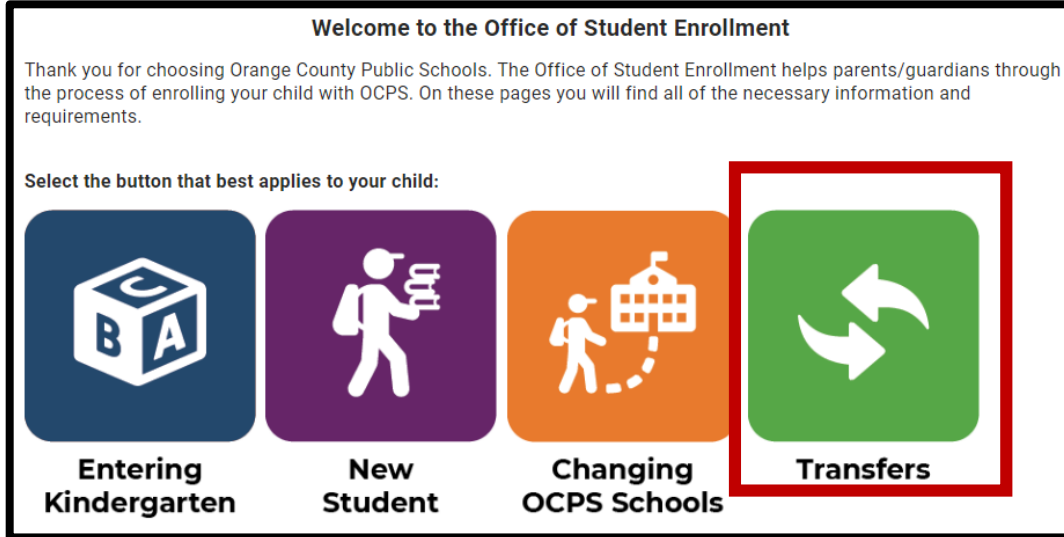 Welcome to the Office of Student Enrollment
Thank you for choosing Orange County Public Schools. The Office of Student Enrollment helps parents/guardians through
the process of enrolling your child with OCPS. On these pages you will find all of the necessary information and
requirements.
Select the button that best applies to your child:
C
B A
Entering
Kindergarten
New
Student
Changing
OCPS Schools
Transfers